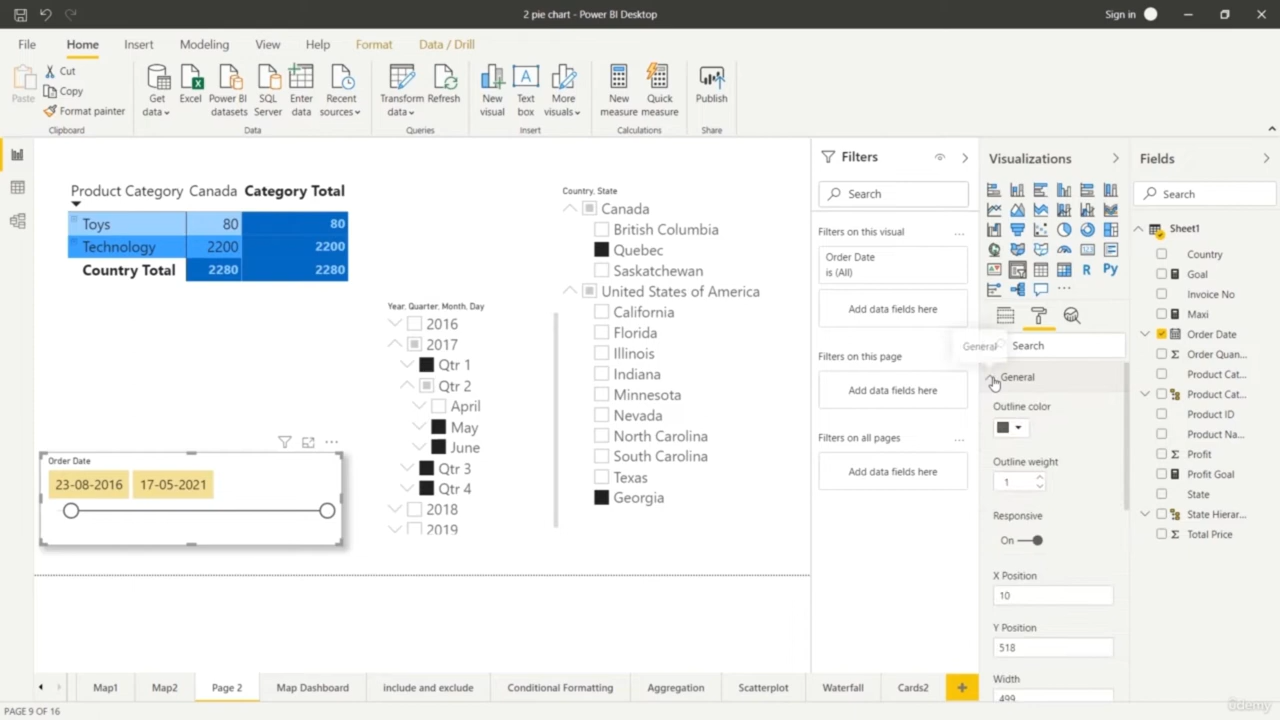 2 pie chart - Power BI Desktop
Sign in
File Home Insert Modeling View Help Format Data / Drill
Paste
Cut
Copy
Format painter
Clipboard
Get data
Excel
Power BI datasets
SQL Server
Enter data
Recent sources
Data
Transform data
Refresh
Queries
New visual
Text box
More visuals
Insert
New measure
Quick measure
Calculations
Publish
Share
Product Category Canada Category Total
Toys 80 80
Technology 2200 2200
Country Total 2280 2280
Year, Quarter, Month, Day
2016
2017
Qtr 1
Qtr 2
April
May
June
Qtr 3
Qtr 4
2018
2019
Order Date
23-08-2016 17-05-2021
Country, State
Canada
British Columbia
Quebec
Saskatchewan
United States of America
California
Florida
Illinois
Indiana
Minnesota
Nevada
North Carolina
South Carolina
Texas
Georgia
Filters
Search
Filters on this visual ...
Order Date
is (All)
Add data fields here
Filters on this page
Add data fields here
Filters on all pages ...
Add data fields here
Visualizations
R Py
...
General
Search
General
Outline color
Outline weight
1
Responsive
On
X Position
10
Y Position
518
Width
499
Fields
Search
Sheet1
Country
Goal
Invoice No
Maxi
Order Date
Σ Order Quan...
Product Cat...
Product Cat...
Product ID
Product Na...
Σ Profit
Profit Goal
State
State Hierar...
Σ Total Price
Map1 Map2 Page 2 Map Dashboard include and exclude Conditional Formatting Aggregation Scatterplot Waterfall Cards2 +
PAGE 9 OF 16
ûdemy